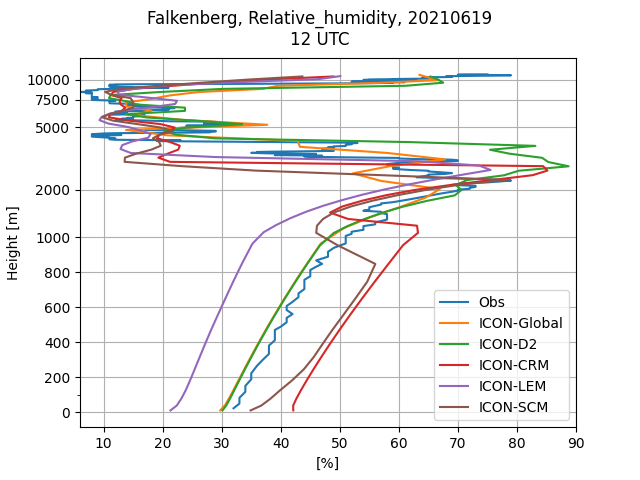 Falkenberg, Relative_humidity, 20210619
12 UTC
10000
7500
5000
2000
1000
800
600
400
200
0
Height [m]
10 20 30 40 50 60 70 80 90
[%]
Obs
ICON-Global
ICON-D2
ICON-CRM
ICON-LEM
ICON-SCM